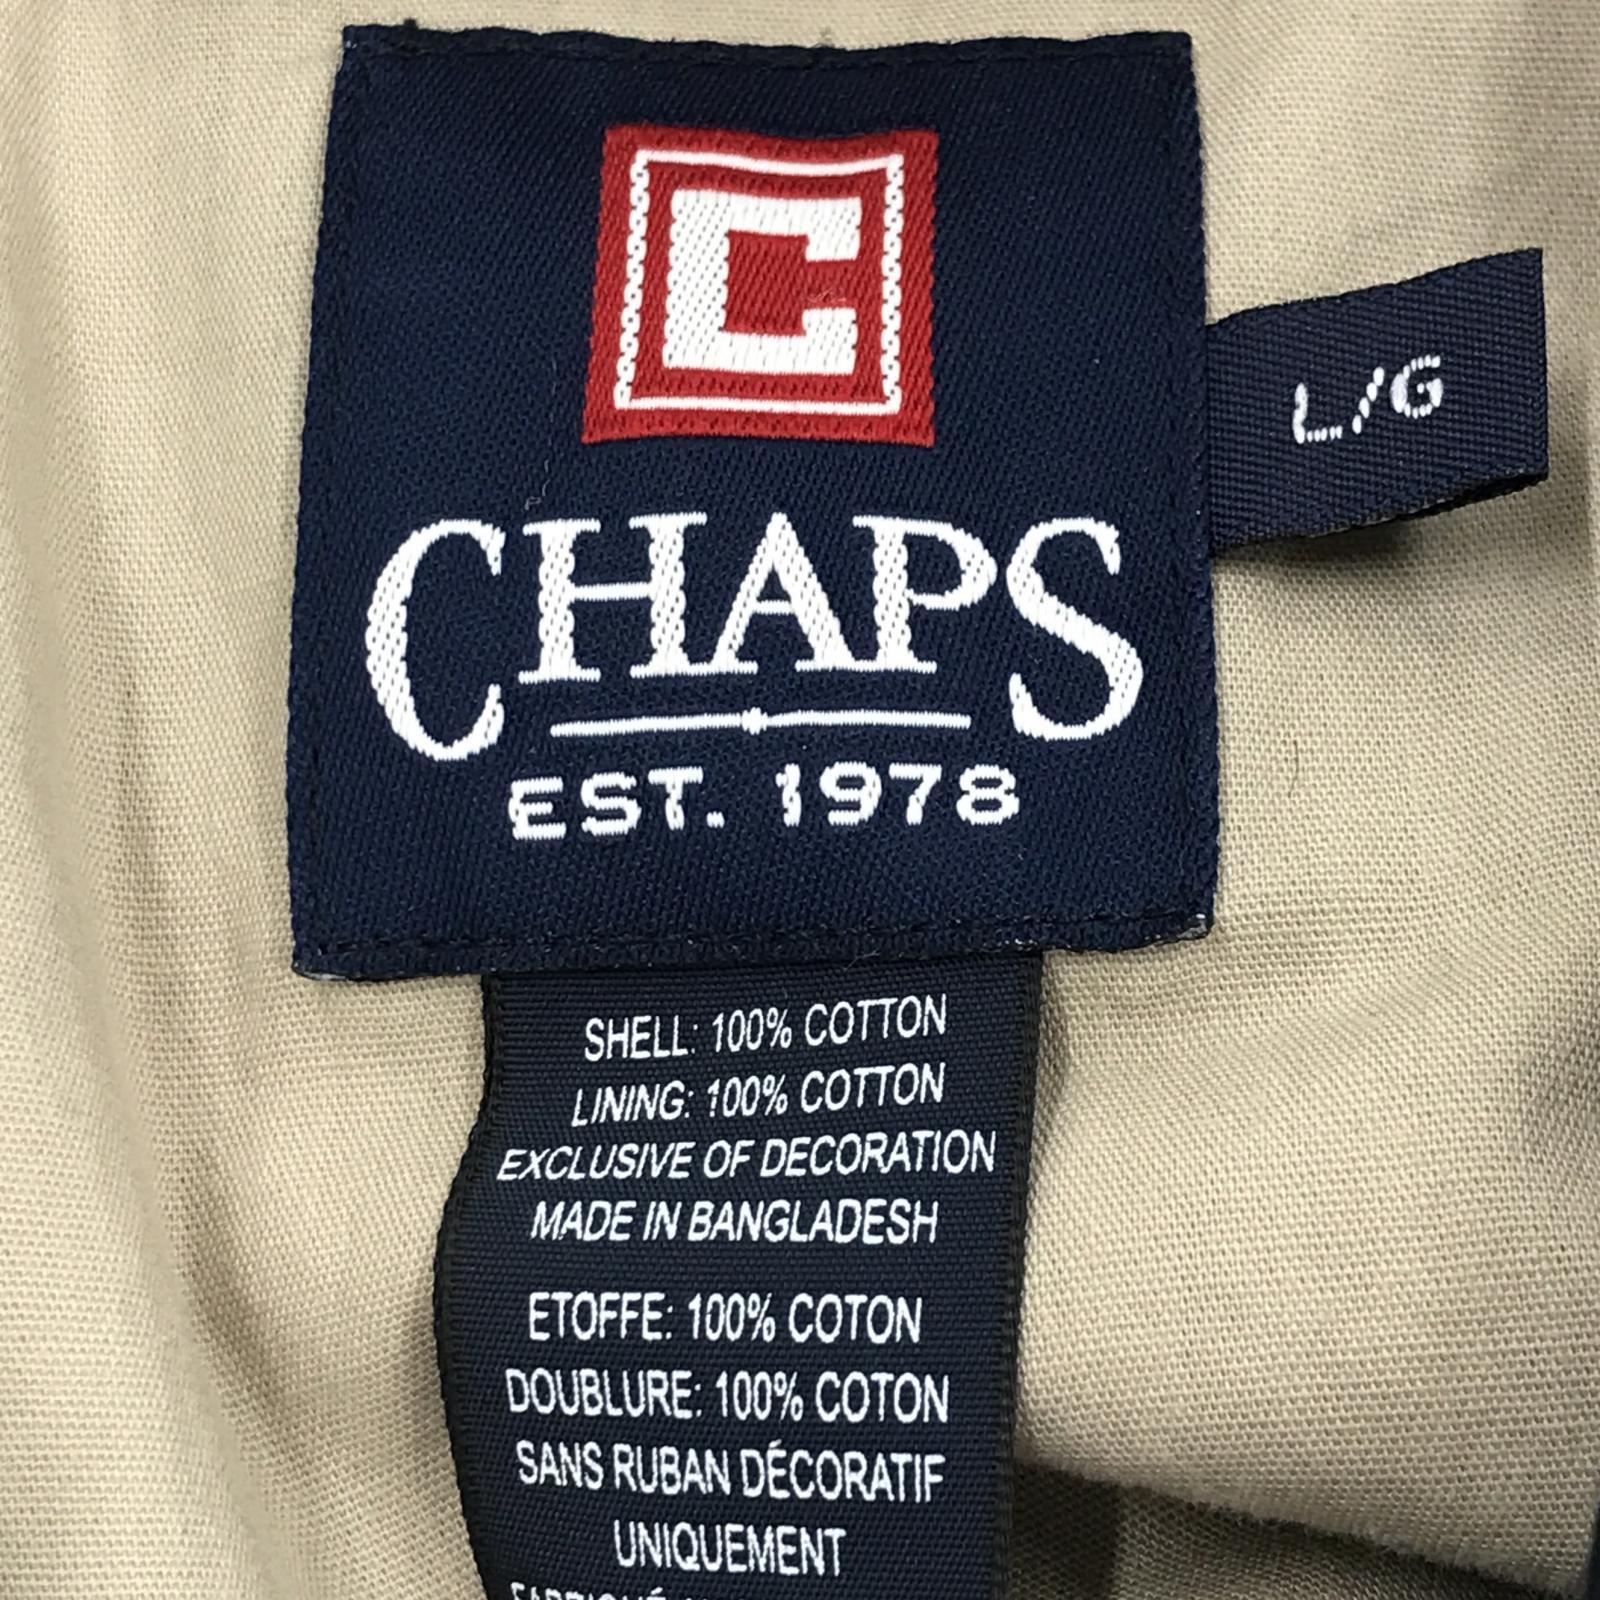 C
CHAPS
EST. 1978
L/G
SHELL: 100% COTTON
LINING: 100% COTTON
EXCLUSIVE OF DECORATION
MADE IN BANGLADESH
ETOFFE: 100% COTON
DOUBLURE: 100% COTON
SANS RUBAN DÉCORATIF
UNIQUEMENT